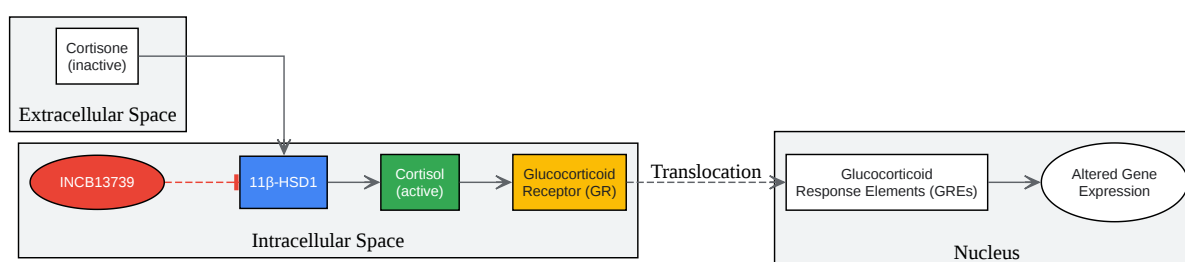 Cortisone
(inactive)
Extracellular Space
INCB13739
11β-HSD1
Cortisol
(active)
Glucocorticoid
Receptor (GR)
Intracellular Space
Translocation
Glucocorticoid
Response Elements (GREs)
Altered Gene
Expression
Nucleus